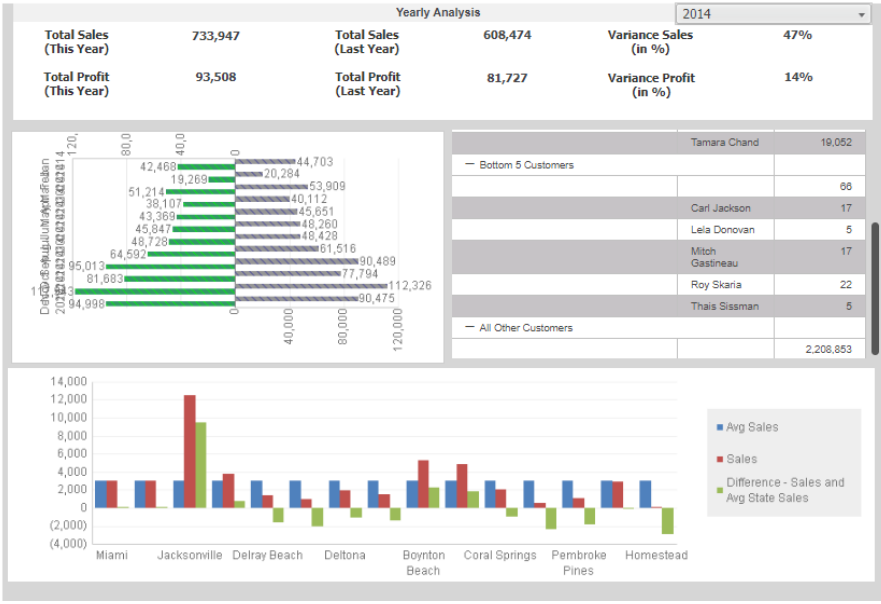 Yearly Analysis
2014
Total Sales (This Year) 733,947 Total Sales (Last Year) 608,474 Variance Sales (in %) 47%
Total Profit (This Year) 93,508 Total Profit (Last Year) 81,727 Variance Profit (in %) 14%
120, 80,0 40,0 0
42,468 44,703
19,269 20,284
51,214 53,909
38,107 40,112
43,369 45,651
45,847 48,260
48,728 48,428
64,592 61,516
95,013 90,489
81,683 77,794
112,326
94,998 90,475
0 40,000 80,000 120,000
Tamara Chand 19,052
Bottom 5 Customers
66
Carl Jackson 17
Lela Donovan 5
Mitch
Gastineau 17
Roy Skaria 22
Thais Sissman 5
All Other Customers
2,208,853
14,000
12,000
10,000
8,000
6,000
4,000
2,000
0
(2,000)
(4,000)
Miami Jacksonville Delray Beach Deltona Boynton Beach Coral Springs Pembroke Pines Homestead
Avg Sales
Sales
Difference - Sales and
Avg State Sales